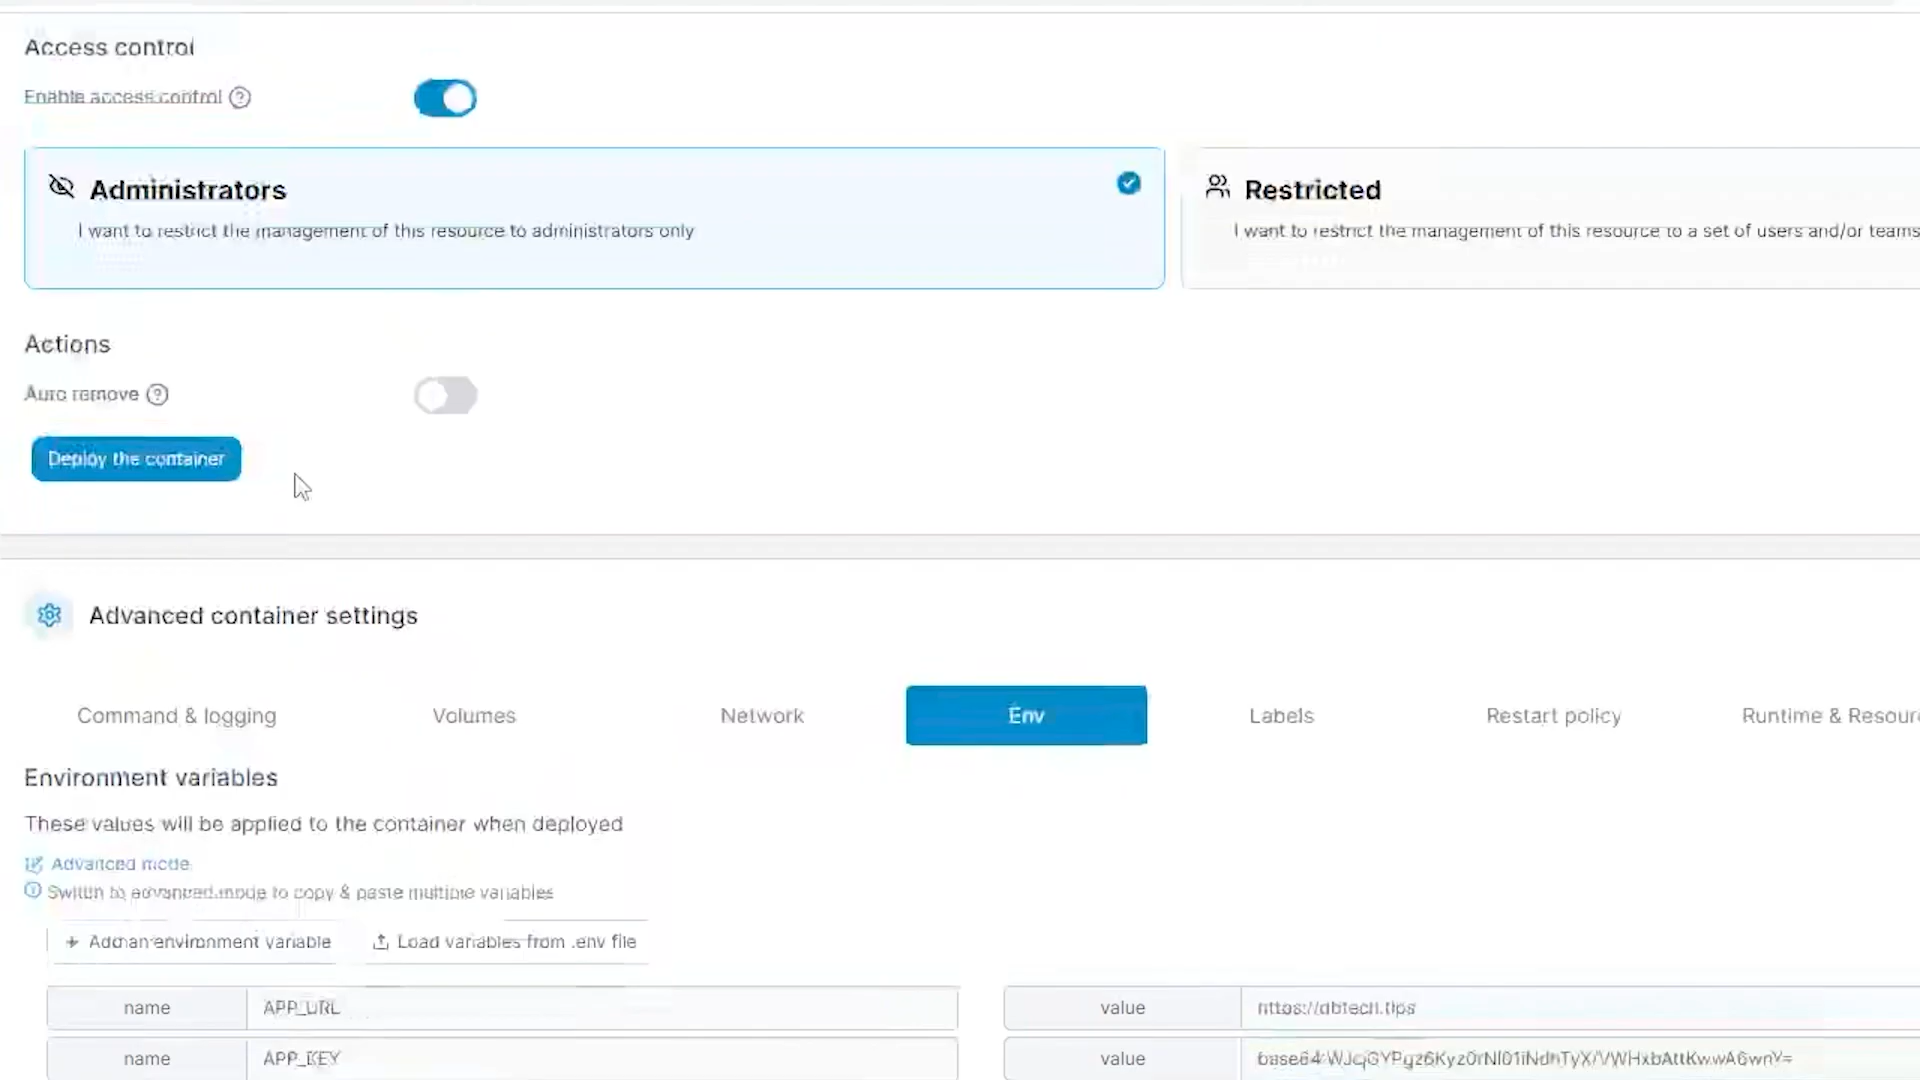 Access control
Enable access control
Administrators
I want to restrict the management of this resource to administrators only
Restricted
I want to restrict the management of this resource to a set of users and/or teams
Actions
Auto remove
Deploy the container
Advanced container settings
Command & logging Volumes Network Env Labels Restart policy Runtime &
Environment variables
These values will be applied to the container when deployed
Advanced mode
Switch to advanced mode to copy & paste multiple variables
+ Add an environment variable Load variables from .env file
name APP_URL value https://dbtech.tips
name APP_KEY value